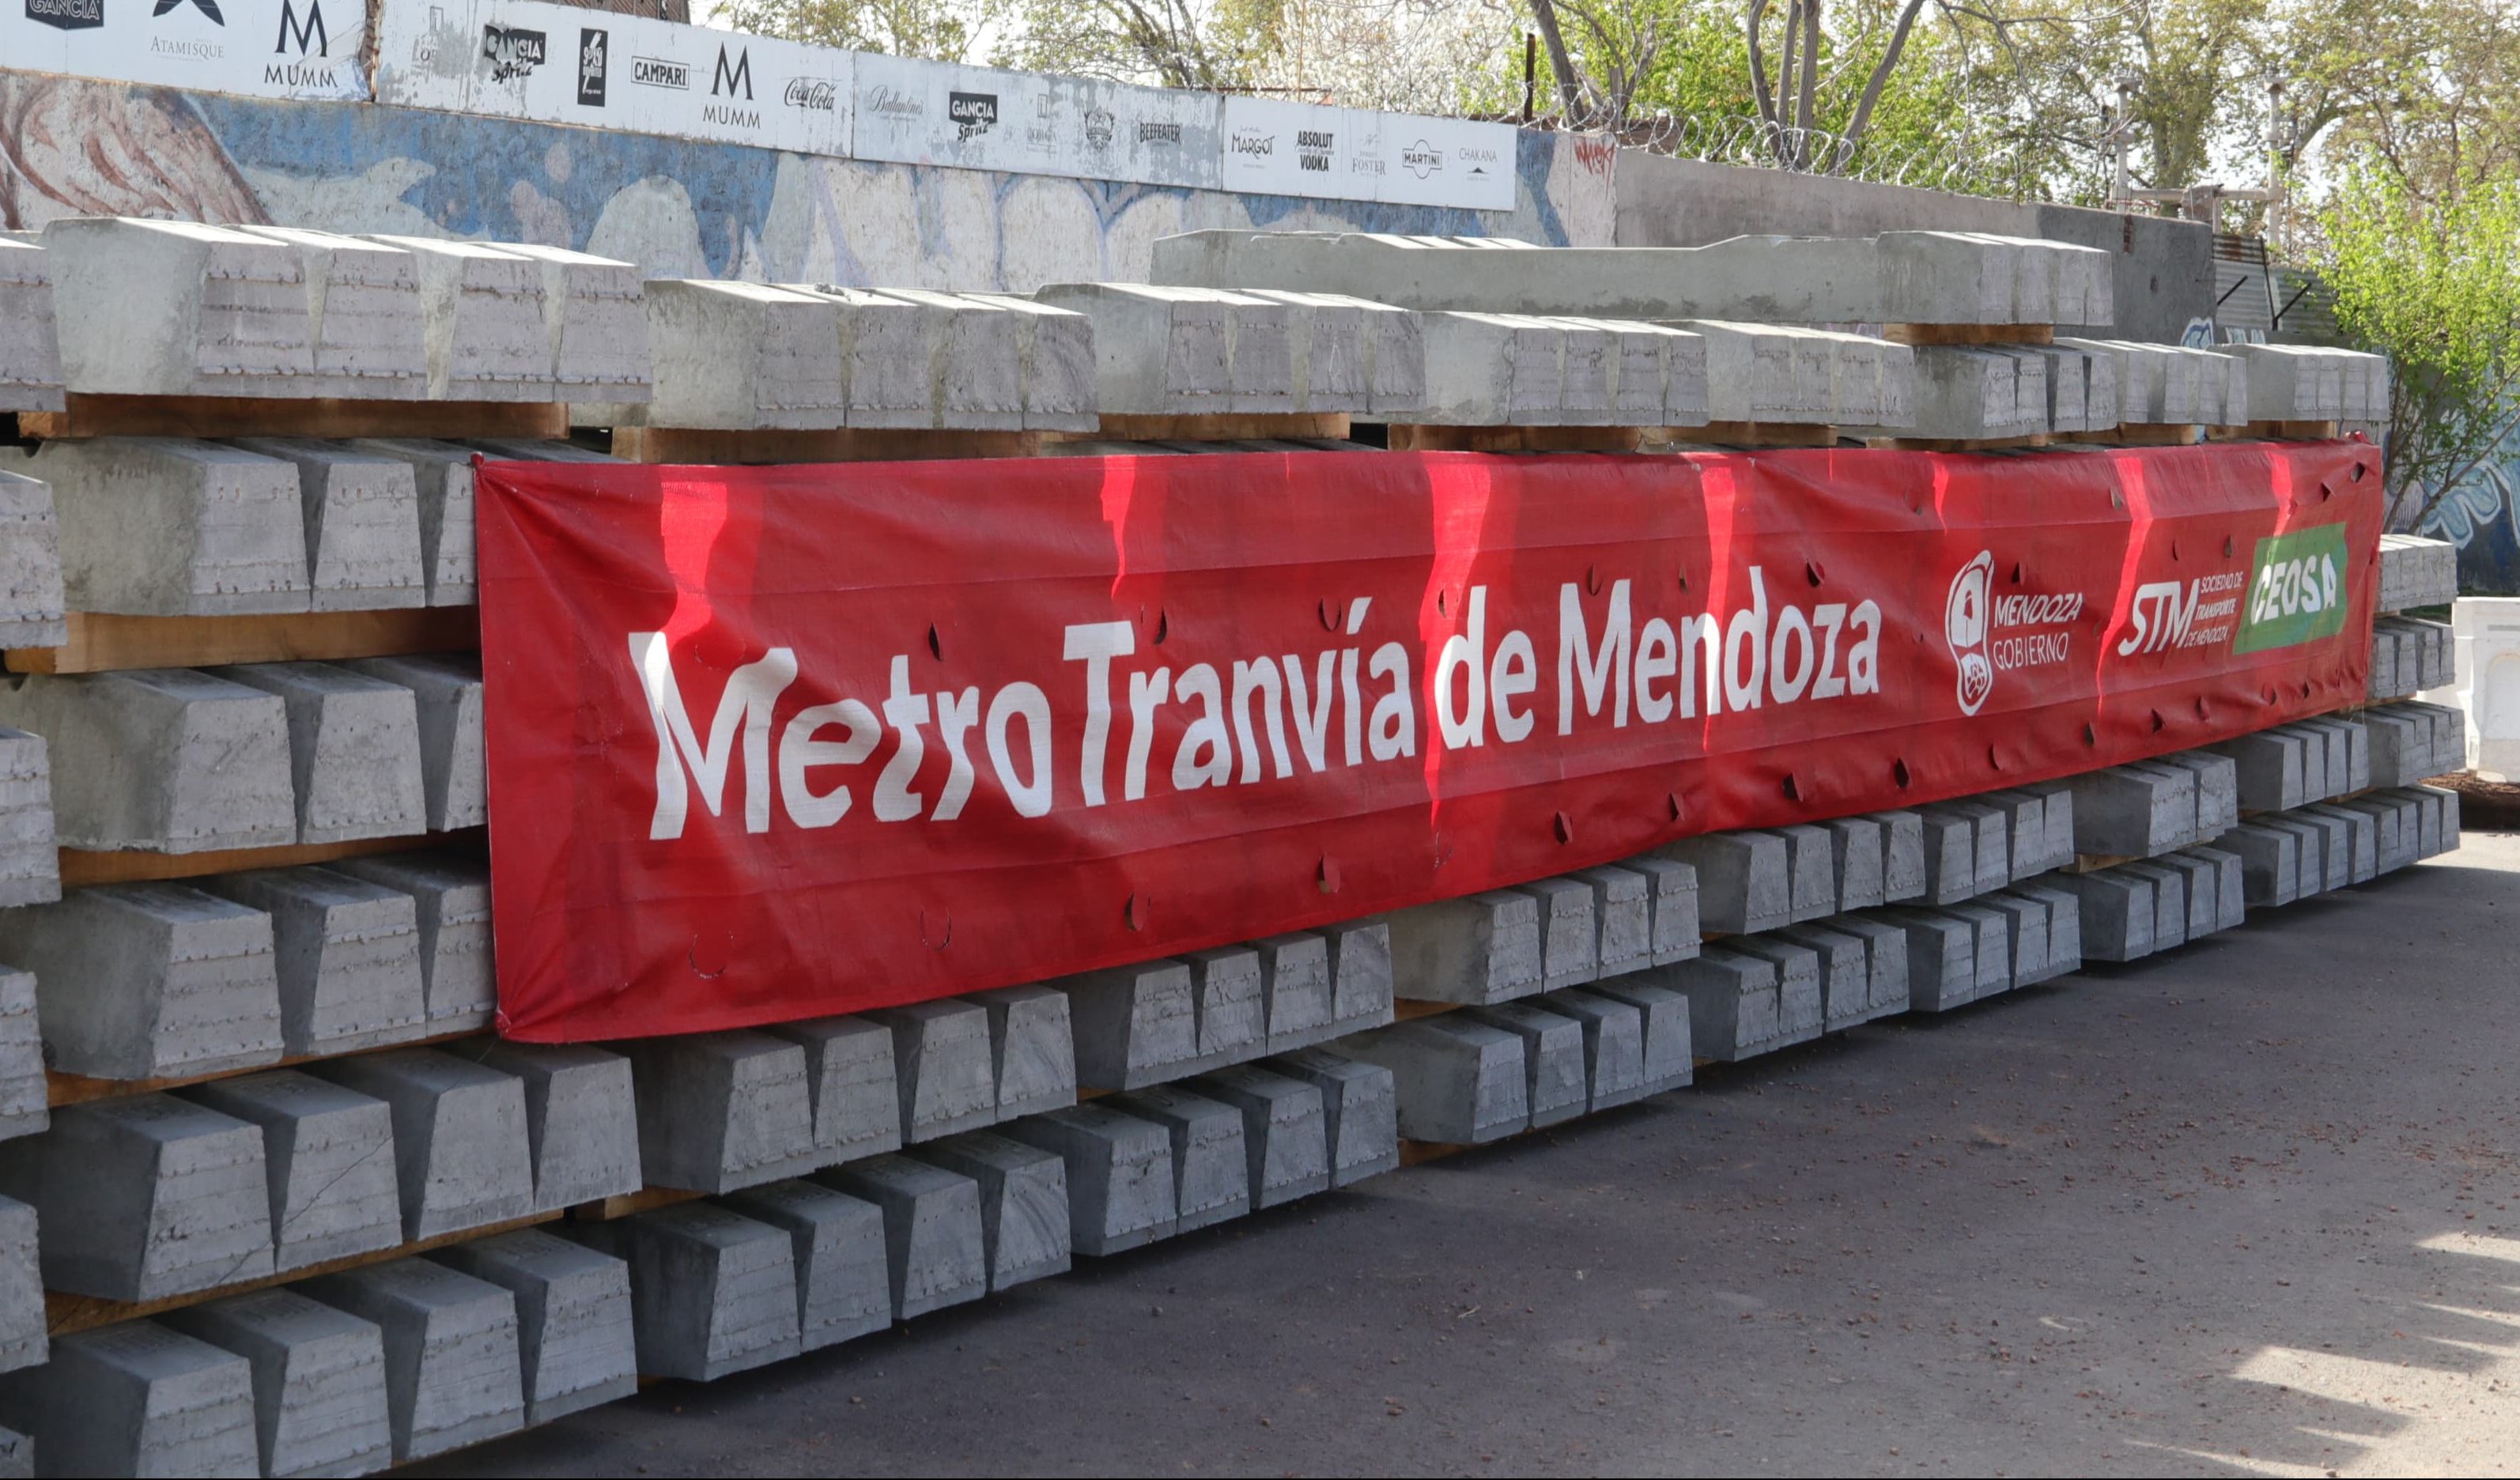 GANCIA
ATAMISQUE
MUMM
GANCIA
Spritz
CAMPARI
MUMM
Coca-Cola
Ballantine's
GANCIA
Spritz
BEEFEATER
MARGOT
ABSOLUT
VODKA
FOSTER
MARTINI
CHAKANA
Metro Tranvía de Mendoza
MENDOZA
GOBIERNO
STM
SOCIEDAD DE
TRANSPORTE
DE MENDOZA
CEOSA